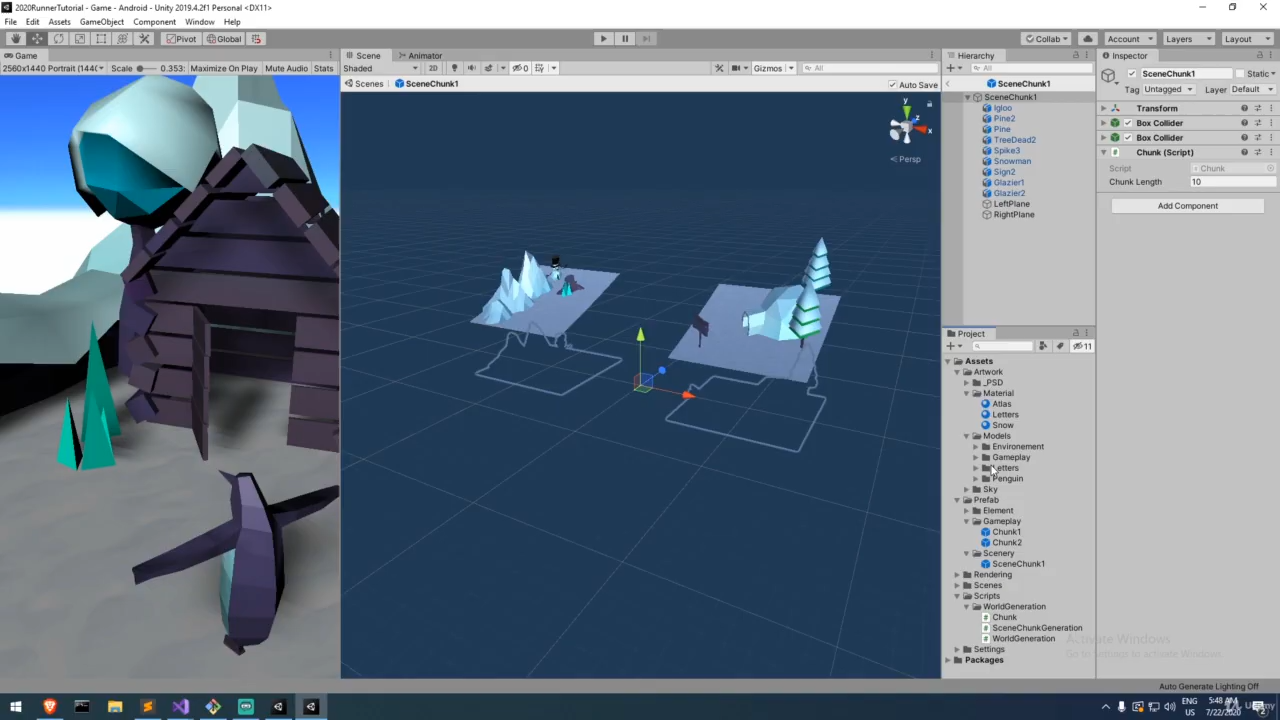 2020RunnerTutorial - Game - Android - Unity 2019.4.2f1 Personal <DX11>
File Edit Assets GameObject Component Window Help
Pivot Global Collab Account Layers Layout
Game Scene Animator Hierarchy Inspector
2560x1440 Portrait (144( Scale 0.353: Maximize On Play Mute Audio Stats Shaded 2D 0 Gizmos All All
SceneChunk1 Static
Scenes SceneChunk1 Auto Save SceneChunk1
Tag Untagged Layer Default
SceneChunk1
Igloo
Pine2
Pine
TreeDead2
Spike3
Snowman
Sign2
Glazier1
Glazier2
LeftPlane
RightPlane
y
z
x
Persp
Transform
Box Collider
Box Collider
Chunk (Script)
Script Chunk
Chunk Length 10
Add Component
Project
11
Assets
Artwork
_PSD
Material
Atlas
Letters
Snow
Models
Environement
Gameplay
Letters
Penguin
Sky
Prefab
Element
Gameplay
Chunk1
Chunk2
Scenery
SceneChunk1
Rendering
Scenes
Scripts
WorldGeneration
Chunk
SceneChunkGeneration
WorldGeneration
Settings
Packages
Activate Windows
Go to Settings to activate Windows.
Auto Generate Lighting Off
ENG
US
5:48 AM
7/22/2020
2
Udemy